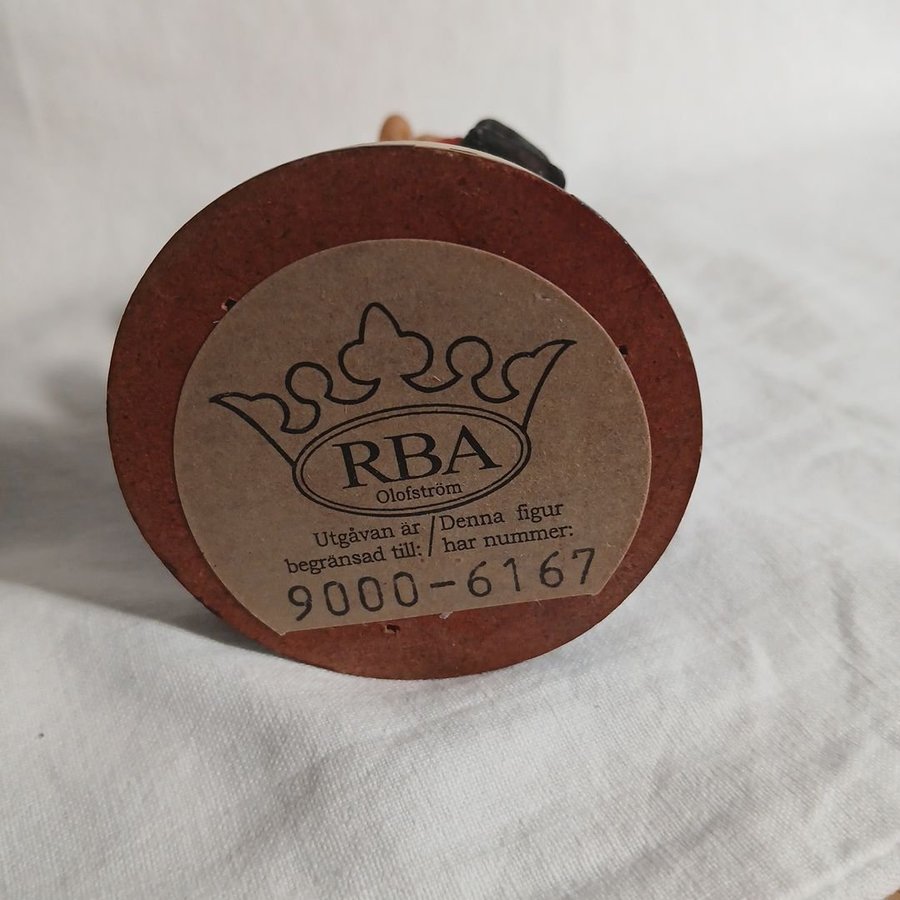 RBA
Olofström
Utgåvan är / Denna figur
begränsad till: / har nummer:
9000-6167